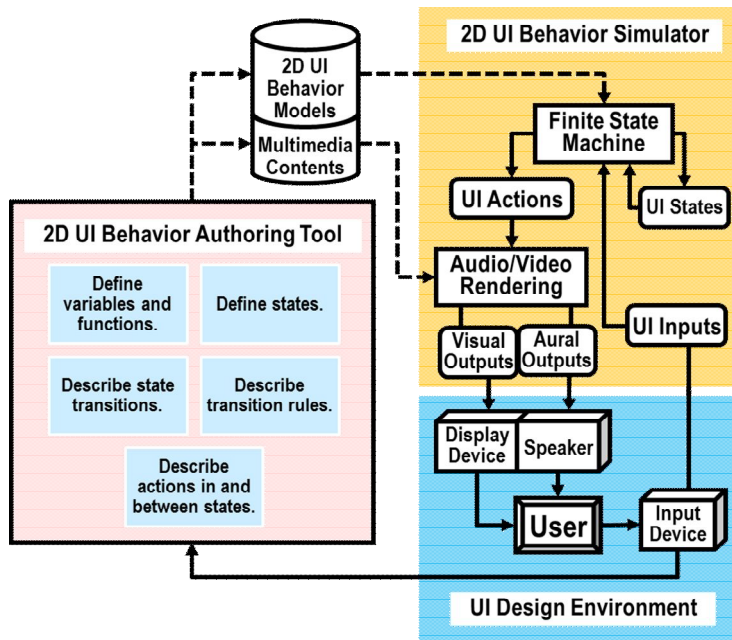 2D UI
Behavior
Models
Multimedia
Contents
2D UI Behavior Authoring Tool
Define
variables and
functions.
Define states.
Describe state
transitions.
Describe
transition rules.
Describe
actions in and
between states.
2D UI Behavior Simulator
Finite State
Machine
UI Actions
UI States
Audio/Video
Rendering
UI Inputs
Visual
Outputs
Aural
Outputs
Display
Device
Speaker
User
Input
Device
UI Design Environment